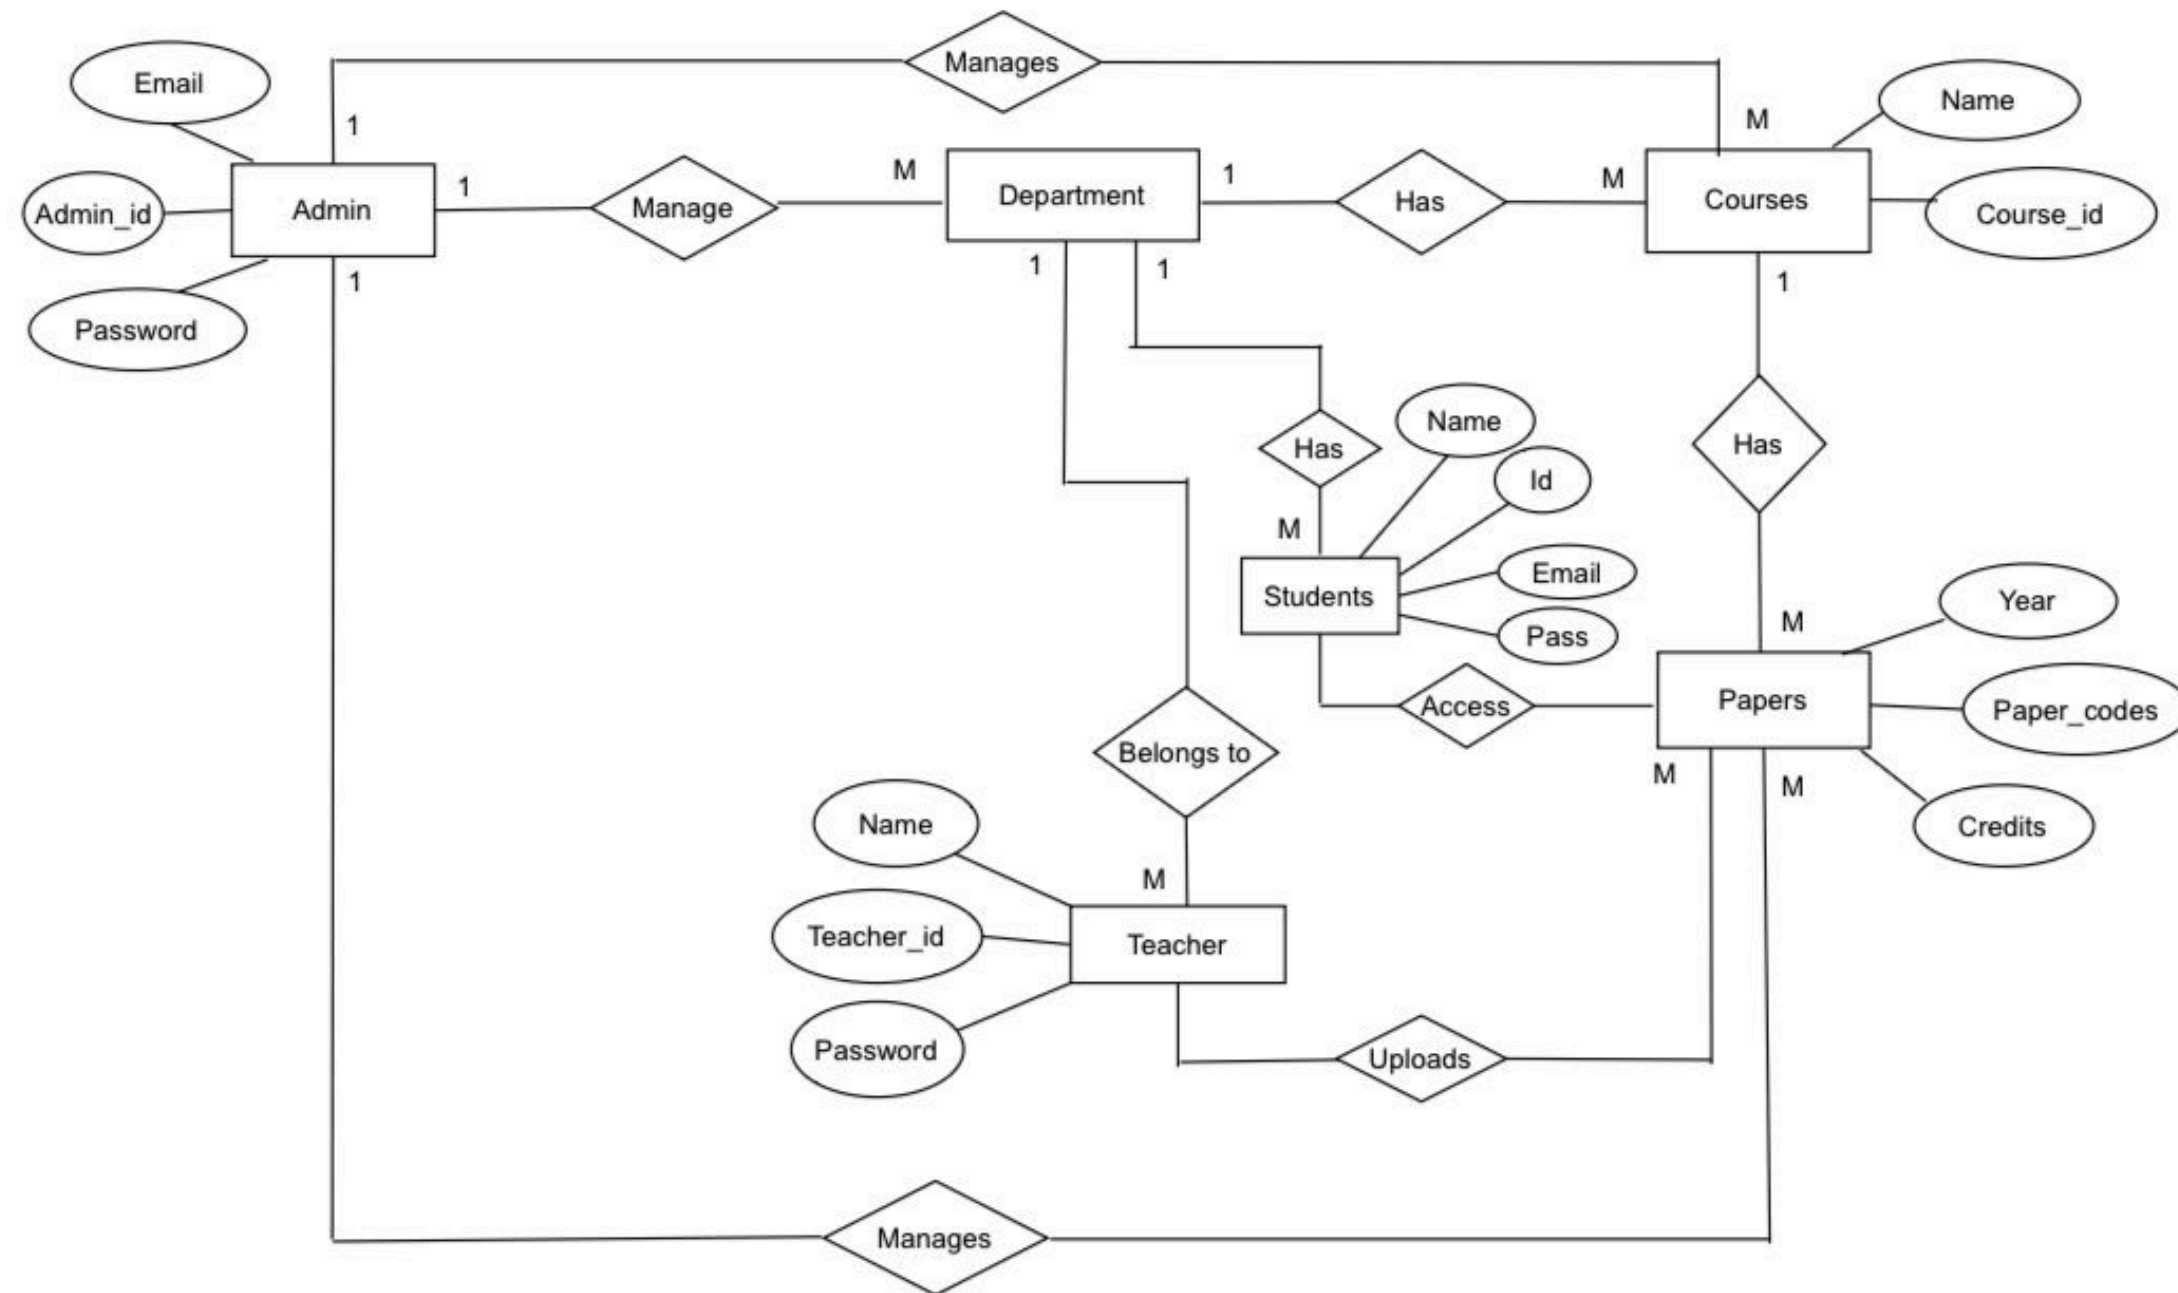 Manages
Email
Name
1
M
Admin_id
Admin
1
Manage
M
Department
1
Has
M
Courses
Course_id
Password
1
1
1
1
Has
Name
Id
Has
M
Students
Email
Pass
M
Year
Access
Papers
Paper_codes
Belongs to
M
M
Credits
Name
M
Teacher_id
Teacher
Password
Uploads
Manages